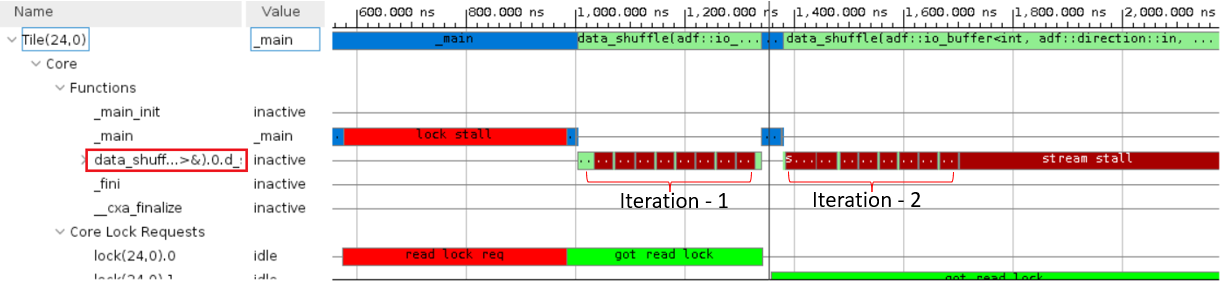 Name Value 600.000 ns 1,000.000 ns 1,200.000 ns 1,400.000 ns 1,600.000 ns 1,800.000 ns 2,000.000 ns
Tile(24,0) _main _main data_shuffle(adf::io_... .. data_shuffle(adf::io_buffer<int, adf::direction::in, ...
Core
Functions
_main_init inactive
_main _main lock stall ..
data_shuff...>&).0.d_s inactive .. .. .. .. .. .. .. .. .. s... .. .. .. .. .. .. stream stall
_fini inactive
Iteration - 1 Iteration - 2
__cxa_finalize inactive
Core Lock Requests
lock(24,0).0 idle read lock req got read lock
lock(24,0).1 idle got read lock